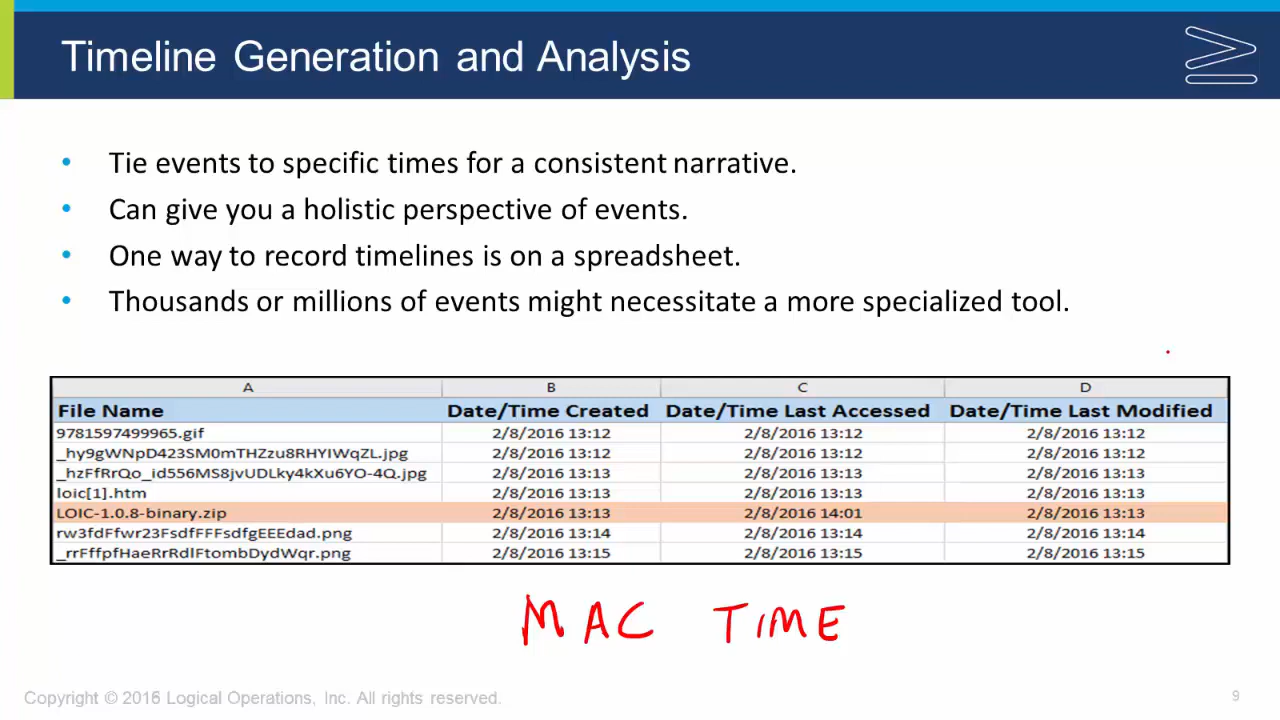 Timeline Generation and Analysis
• Tie events to specific times for a consistent narrative.
• Can give you a holistic perspective of events.
• One way to record timelines is on a spreadsheet.
• Thousands or millions of events might necessitate a more specialized tool.
A B C D
File Name Date/Time Created Date/Time Last Accessed Date/Time Last Modified
9781597499965.gif 2/8/2016 13:12 2/8/2016 13:12 2/8/2016 13:12
_hy9gWNpD423SM0mTHZzu8RHYIWqZL.jpg 2/8/2016 13:12 2/8/2016 13:12 2/8/2016 13:12
_hzFfRrQo_id556MS8jvUDLky4kXu6YO-4Q.jpg 2/8/2016 13:13 2/8/2016 13:13 2/8/2016 13:13
loic[1].htm 2/8/2016 13:13 2/8/2016 13:13 2/8/2016 13:13
LOIC-1.0.8-binary.zip 2/8/2016 13:13 2/8/2016 14:01 2/8/2016 13:13
rw3fdFfwr23FsdfFFFsdfgEEEdad.png 2/8/2016 13:14 2/8/2016 13:14 2/8/2016 13:14
_rrFffpfHaeRrRdlFtombDydWqr.png 2/8/2016 13:15 2/8/2016 13:15 2/8/2016 13:15
MAC TIME
Copyright © 2016 Logical Operations, Inc. All rights reserved. 9